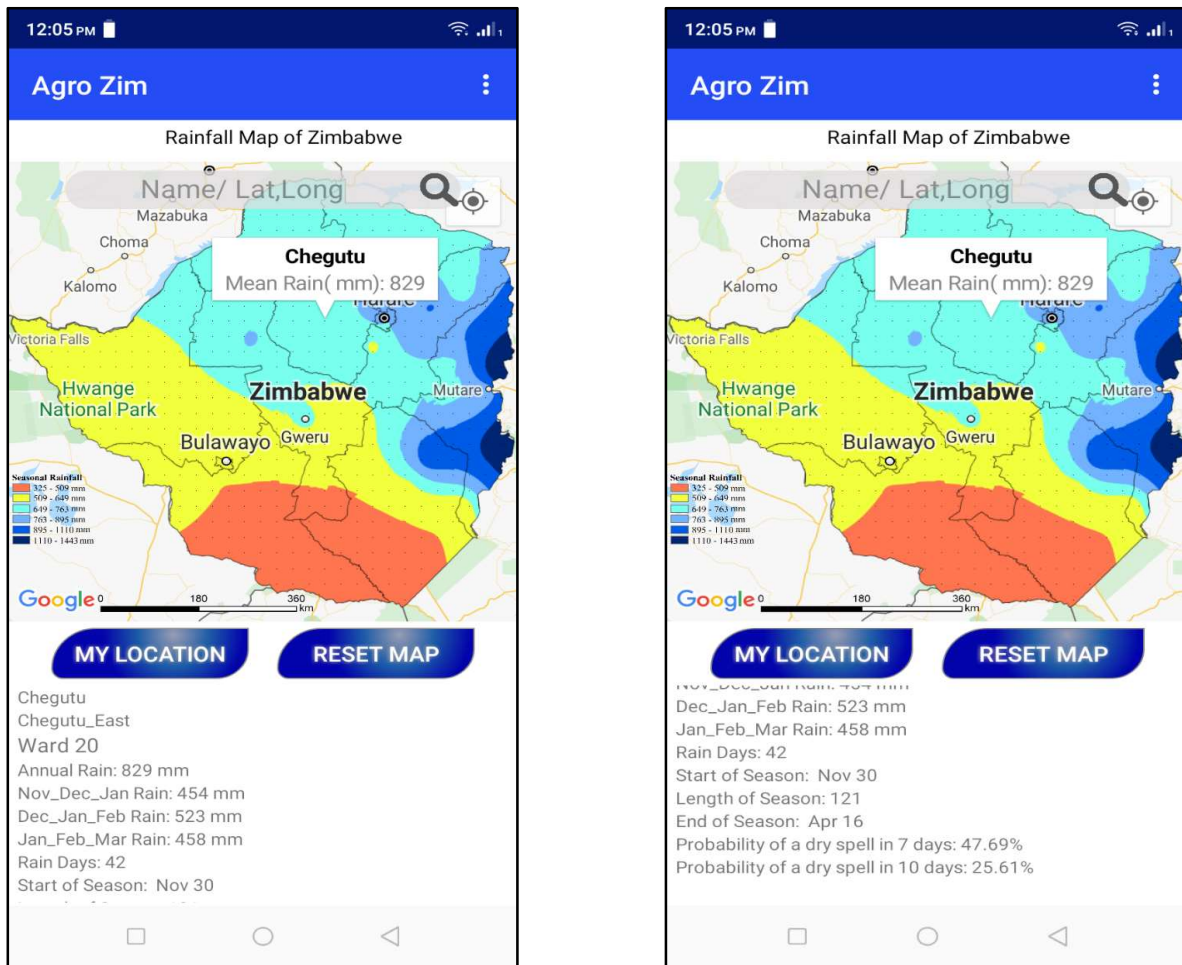 12:05 PM
Agro Zim
Rainfall Map of Zimbabwe
Name/ Lat,Long
Mazabuka
Choma
Kalomo
Chegutu
Mean Rain( mm): 829
Harare
Victoria Falls
Hwange
National Park
Zimbabwe
Mutare
Bulawayo
Gweru
Seasonal Rainfall
325 - 509 mm
509 - 649 mm
649 - 763 mm
763 - 895 mm
895 - 1110 mm
1110 - 1443 mm
Google
0 180 360
km
MY LOCATION
RESET MAP
Chegutu
Chegutu_East
Ward 20
Annual Rain: 829 mm
Nov_Dec_Jan Rain: 454 mm
Dec_Jan_Feb Rain: 523 mm
Jan_Feb_Mar Rain: 458 mm
Rain Days: 42
Start of Season: Nov 30
12:05 PM
Agro Zim
Rainfall Map of Zimbabwe
Name/ Lat,Long
Mazabuka
Choma
Kalomo
Chegutu
Mean Rain( mm): 829
Harare
Victoria Falls
Hwange
National Park
Zimbabwe
Mutare
Bulawayo
Gweru
Seasonal Rainfall
325 - 509 mm
509 - 649 mm
649 - 763 mm
763 - 895 mm
895 - 1110 mm
1110 - 1443 mm
Google
0 180 360
km
MY LOCATION
RESET MAP
Nov_Dec_Jan Rain: 454 mm
Dec_Jan_Feb Rain: 523 mm
Jan_Feb_Mar Rain: 458 mm
Rain Days: 42
Start of Season: Nov 30
Length of Season: 121
End of Season: Apr 16
Probability of a dry spell in 7 days: 47.69%
Probability of a dry spell in 10 days: 25.61%